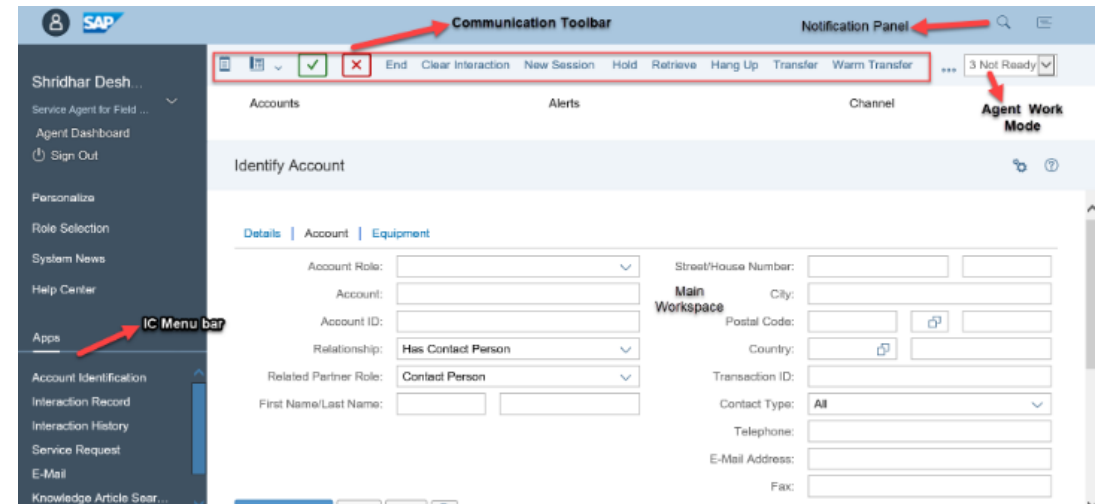 SAP
Communication Toolbar
Notification Panel
Shridhar Desh...
Service Agent for Field ...
Agent Dashboard
Sign Out
Personalize
Role Selection
System News
Help Center
Apps
Account Identification
Interaction Record
Interaction History
Service Request
E-Mail
Knowledge Article Sear...
IC Menu bar
End Clear Interaction New Session Hold Retrieve Hang Up Transfer Warm Transfer ... 3 Not Ready
Agent Work
Mode
Accounts Alerts Channel
Identify Account
Details | Account | Equipment
Account Role:
Account:
Account ID:
Relationship: Has Contact Person
Related Partner Role: Contact Person
First Name/Last Name:
Main
Workspace
Street/House Number:
City:
Postal Code:
Country:
Transaction ID:
Contact Type: All
Telephone:
E-Mail Address:
Fax: